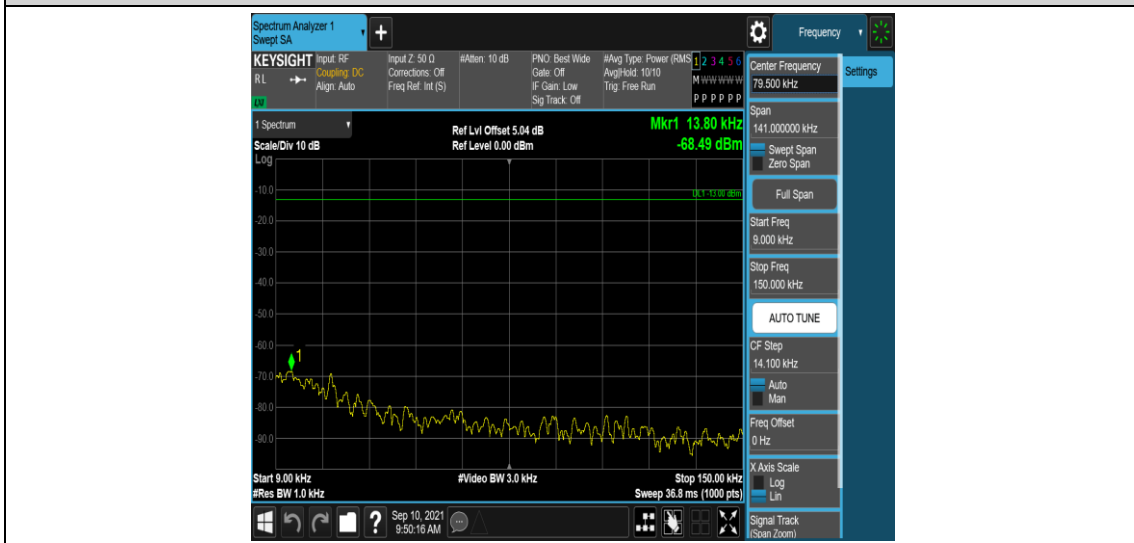 Spectrum Analyzer 1
Swept SA
+
Frequency
KEYSIGHT
RL
LXI
Input: RF
Coupling: DC
Align: Auto
Input Z: 50 Ω
Corrections: Off
Freq Ref: Int (S)
#Atten: 10 dB
PNO: Best Wide
Gate: Off
IF Gain: Low
Sig Track: Off
#Avg Type: Power (RMS
Avg|Hold: 10/10
Trig: Free Run
1 2 3 4 5 6
M W W W W W
P P P P P P
1 Spectrum
Scale/Div 10 dB
Ref Lvl Offset 5.04 dB
Ref Level 0.00 dBm
Mkr1 13.80 kHz
-68.49 dBm
Log
DL1 -13.00 dBm
-10.0
-20.0
-30.0
-40.0
-50.0
-60.0
1
-70.0
-80.0
-90.0
Start 9.00 kHz
#Res BW 1.0 kHz
#Video BW 3.0 kHz
Stop 150.00 kHz
Sweep 36.8 ms (1000 pts)
Sep 10, 2021
9:50:16 AM
?
Center Frequency
79.500 kHz
Settings
Span
141.000000 kHz
Swept Span
Zero Span
Full Span
Start Freq
9.000 kHz
Stop Freq
150.000 kHz
AUTO TUNE
CF Step
14.100 kHz
Auto
Man
Freq Offset
0 Hz
X Axis Scale
Log
Lin
Signal Track
(Span Zoom)